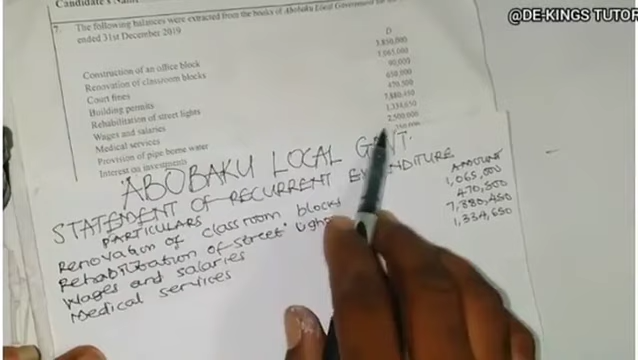 Candidate's Name
@DE-KINGS TUTOR
7. The following balances were extracted from the books of Abobaku Local Government for the
ended 31st December 2019
D
Construction of an office block 3,850,000
Renovation of classroom blocks 1,065,000
Court fines 90,000
Building permits 650,000
Rehabilitation of street lights 470,500
Wages and salaries 7,880,450
Medical services 1,334,650
Provision of pipe borne water 2,500,000
Interest on investments
ABOBAKU LOCAL GOVT.
STATEMENT OF RECURRENT EXPENDITURE
PARTICULARS AMOUNT
Renovation of classroom blocks 1,065,000
Rehabilitation of street lights 470,500
Wages and salaries 7,880,450
Medical services 1,334,650